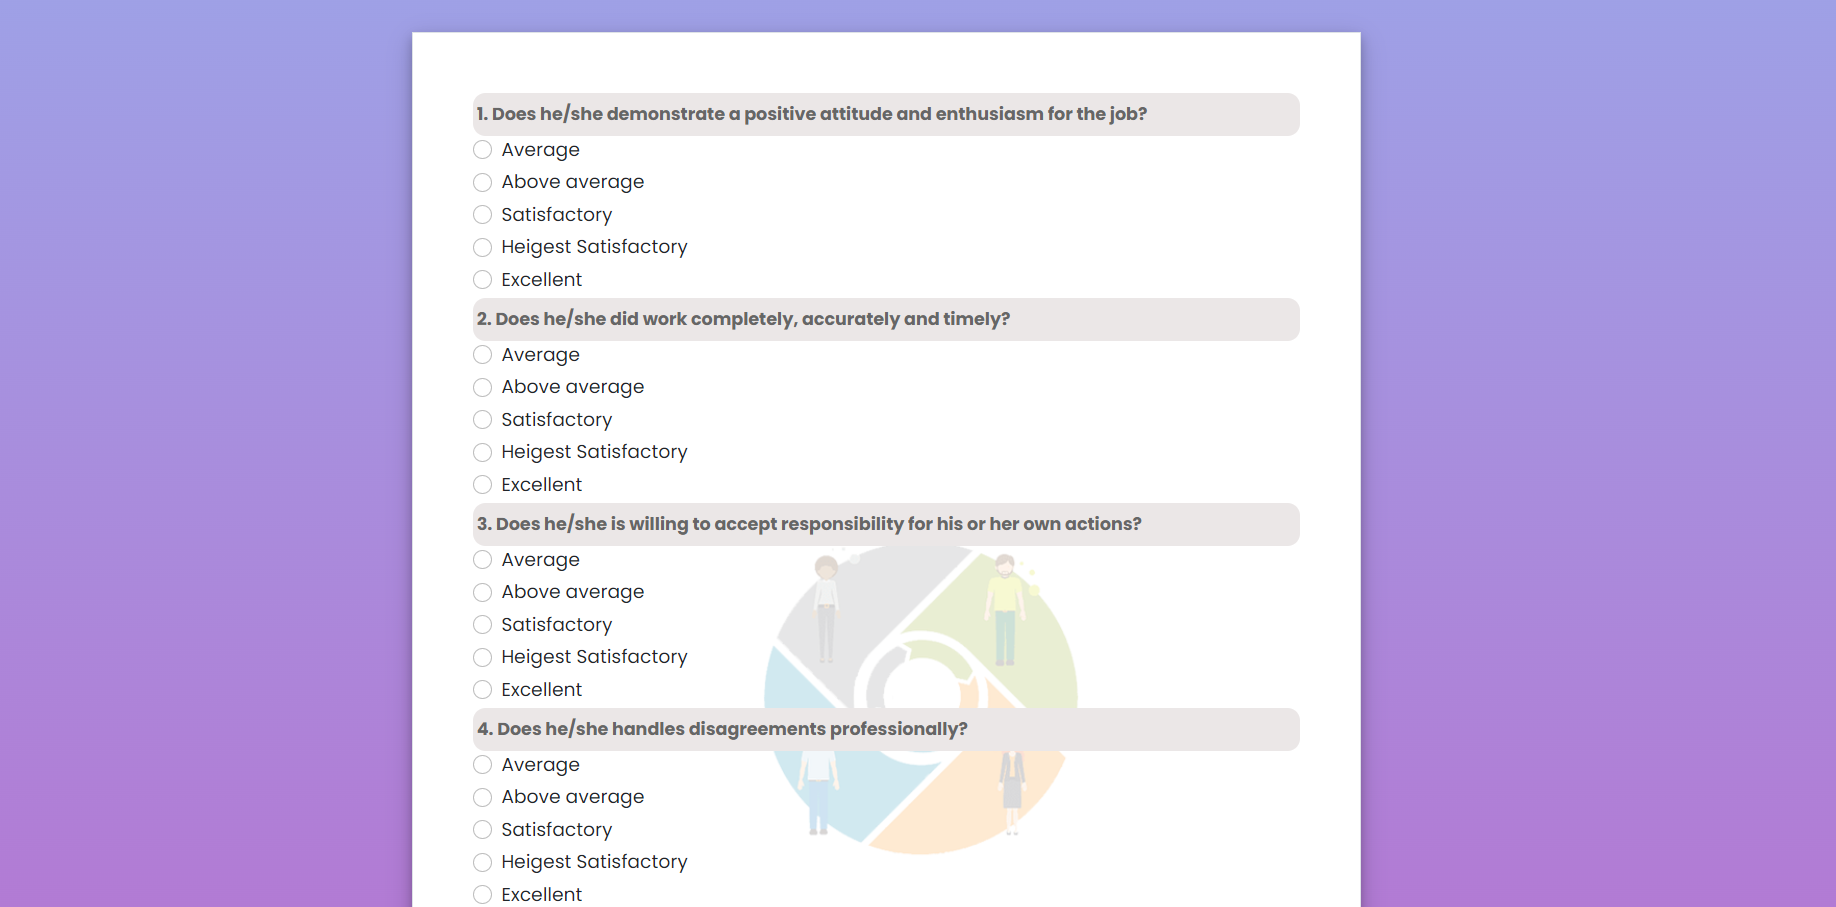 1. Does he/she demonstrate a positive attitude and enthusiasm for the job?
Average
Above average
Satisfactory
Heigest Satisfactory
Excellent
2. Does he/she did work completely, accurately and timely?
Average
Above average
Satisfactory
Heigest Satisfactory
Excellent
3. Does he/she is willing to accept responsibility for his or her own actions?
Average
Above average
Satisfactory
Heigest Satisfactory
Excellent
4. Does he/she handles disagreements professionally?
Average
Above average
Satisfactory
Heigest Satisfactory
Excellent